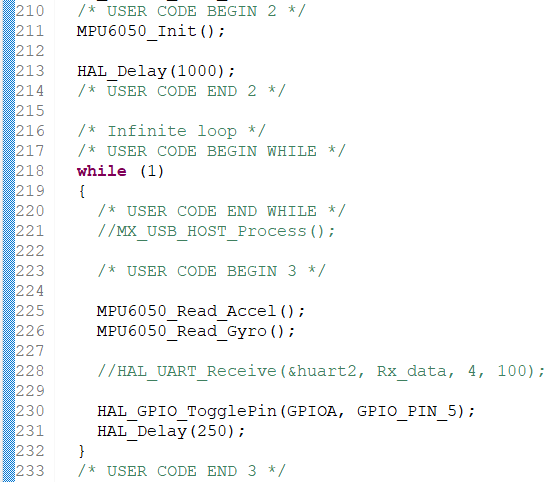 210 /* USER CODE BEGIN 2 */
211 MPU6050_Init();
212
213 HAL_Delay(1000);
214 /* USER CODE END 2 */
215
216 /* Infinite loop */
217 /* USER CODE BEGIN WHILE */
218 while (1)
219 {
220 /* USER CODE END WHILE */
221 //MX_USB_HOST_Process();
222
223 /* USER CODE BEGIN 3 */
224
225 MPU6050_Read_Accel();
226 MPU6050_Read_Gyro();
227
228 //HAL_UART_Receive(&huart2, Rx_data, 4, 100);
229
230 HAL_GPIO_TogglePin(GPIOA, GPIO_PIN_5);
231 HAL_Delay(250);
232 }
233 /* USER CODE END 3 */